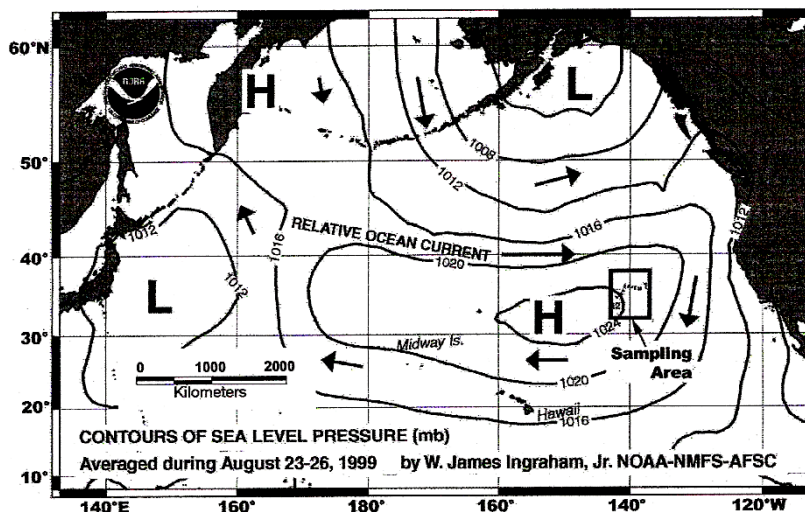 60°N
50°
40°
30°
20°
10°
H
L
1008
1012
1012
1012
1012
1016
1016
RELATIVE OCEAN CURRENT
1020
L
H
1024
Midway Is.
Sampling
Area
0 1000 2000
Kilometers
1020
Hawaii
1016
CONTOURS OF SEA LEVEL PRESSURE (mb)
Averaged during August 23-26, 1999 by W. James Ingraham, Jr. NOAA-NMFS-AFSC
140°E 160° 180° 160° 140° 120°W